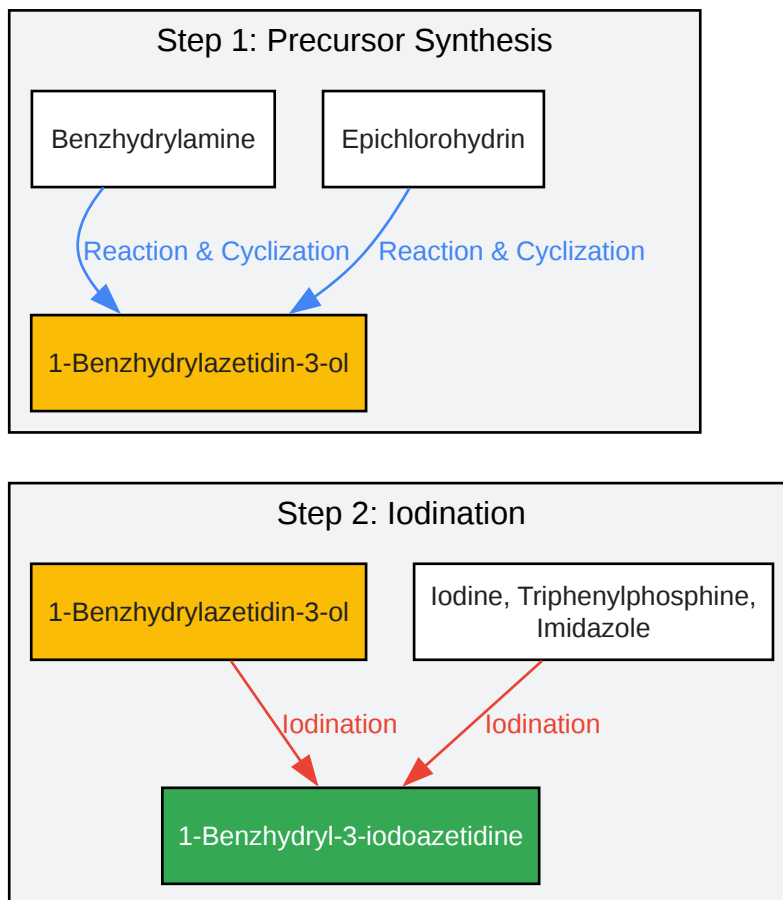 Step 1: Precursor Synthesis
Benzhydrylamine
Epichlorohydrin
Reaction & Cyclization
Reaction & Cyclization
1-Benzhydrylazetidin-3-ol
Step 2: Iodination
1-Benzhydrylazetidin-3-ol
Iodine, Triphenylphosphine,
Imidazole
Iodination
Iodination
1-Benzhydryl-3-iodoazetidine